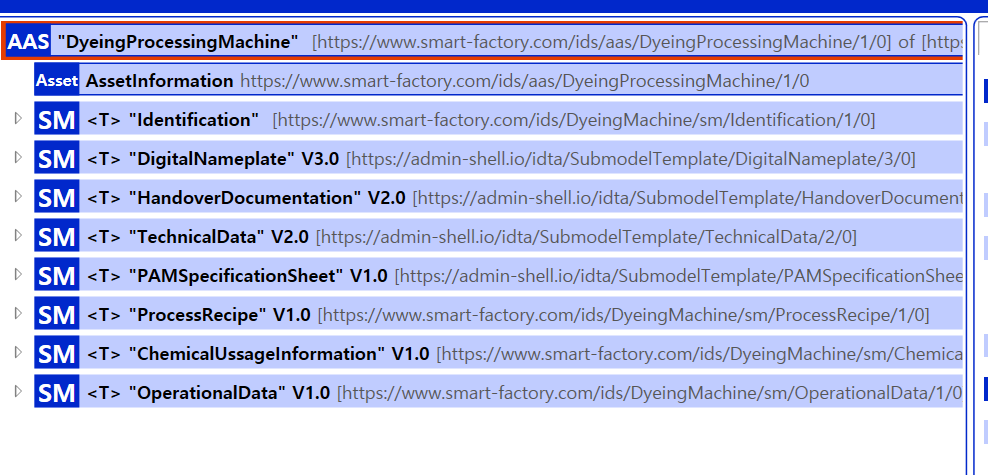 AAS "DyeingProcessingMachine" [https://www.smart-factory.com/ids/aas/DyeingProcessingMachine/1/0] of [https
Asset AssetInformation https://www.smart-factory.com/ids/aas/DyeingProcessingMachine/1/0
SM <T> "Identification" [https://www.smart-factory.com/ids/DyeingMachine/sm/Identification/1/0]
SM <T> "DigitalNameplate" V3.0 [https://admin-shell.io/idta/SubmodelTemplate/DigitalNameplate/3/0]
SM <T> "HandoverDocumentation" V2.0 [https://admin-shell.io/idta/SubmodelTemplate/HandoverDocument
SM <T> "TechnicalData" V2.0 [https://admin-shell.io/idta/SubmodelTemplate/TechnicalData/2/0]
SM <T> "PAMSpecificationSheet" V1.0 [https://admin-shell.io/idta/SubmodelTemplate/PAMSpecificationShee
SM <T> "ProcessRecipe" V1.0 [https://www.smart-factory.com/ids/DyeingMachine/sm/ProcessRecipe/1/0]
SM <T> "ChemicalUssageInformation" V1.0 [https://www.smart-factory.com/ids/DyeingMachine/sm/Chemica
SM <T> "OperationalData" V1.0 [https://www.smart-factory.com/ids/DyeingMachine/sm/OperationalData/1/0